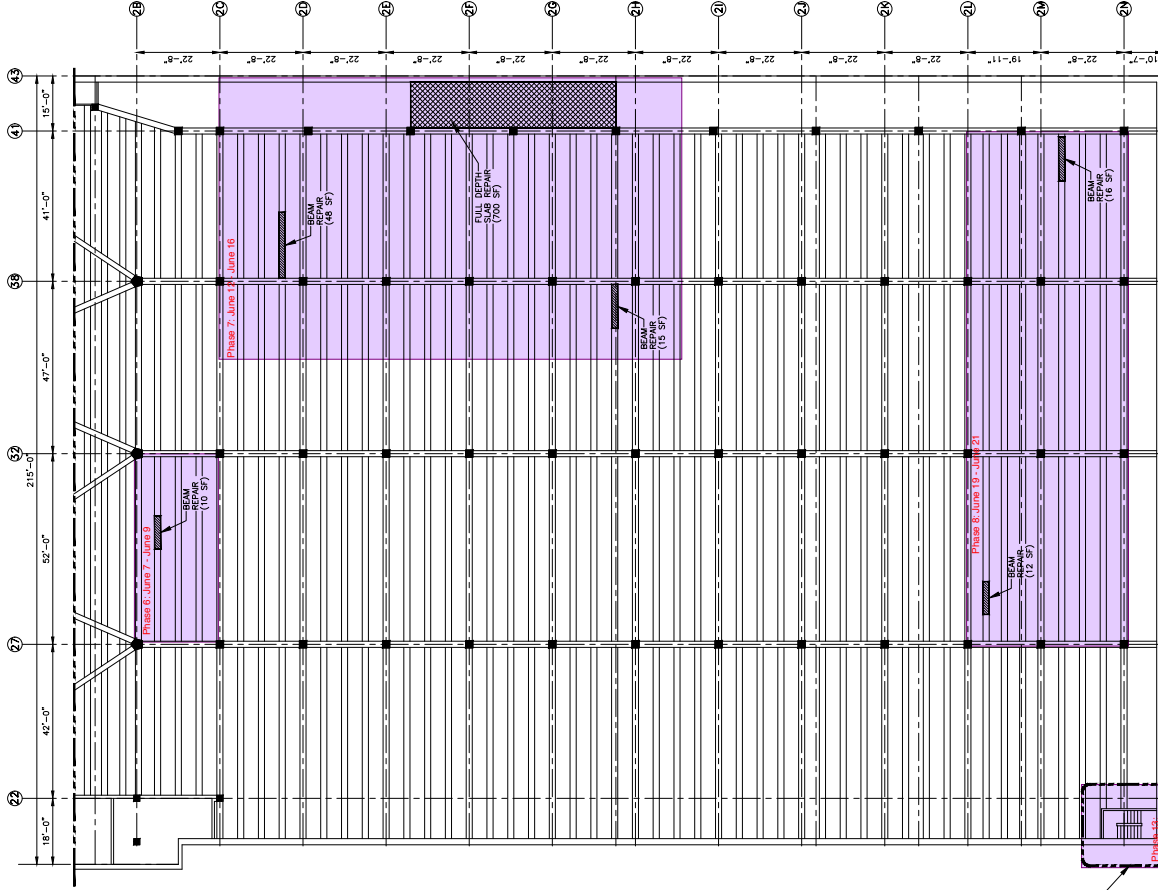 2B
2C
2D
2E
2F
2G
2H
2I
2J
2K
2L
2M
2N
22'-8"
22'-8"
22'-8"
22'-8"
22'-8"
22'-8"
22'-8"
22'-8"
22'-8"
22'-8"
19'-11"
22'-8"
10'-7"
43
41
38
32
27
22
15'-0"
41'-0"
47'-0"
215'-0"
52'-0"
42'-0"
18'-0"
FULL DEPTH
SLAB REPAIR
(700 SF)
BEAM
REPAIR
(48 SF)
Phase 7: June 12 - June 16
BEAM
REPAIR
(15 SF)
BEAM
REPAIR
(16 SF)
BEAM
REPAIR
(10 SF)
Phase 6: June 7 - June 9
Phase 8: June 19 - June 21
BEAM
REPAIR
(12 SF)
Phase 13: